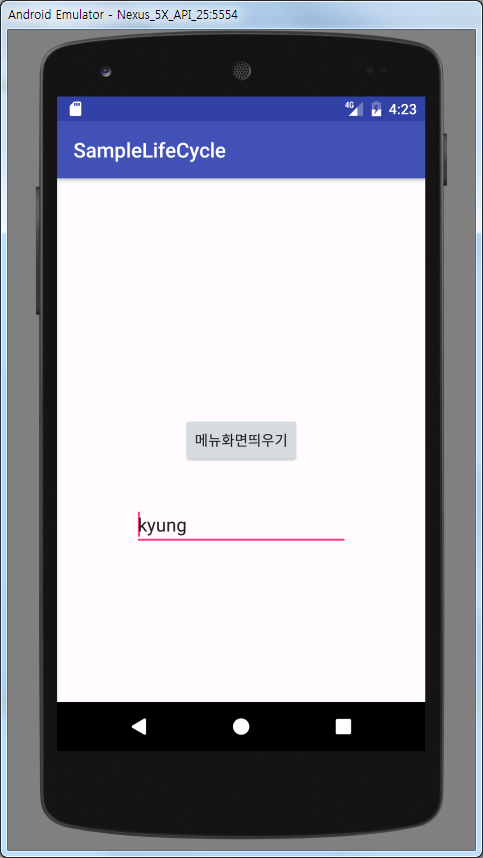 Android Emulator - Nexus_5X_API_25:5554
4G 4:23
SampleLifeCycle
메뉴화면띄우기
kyung